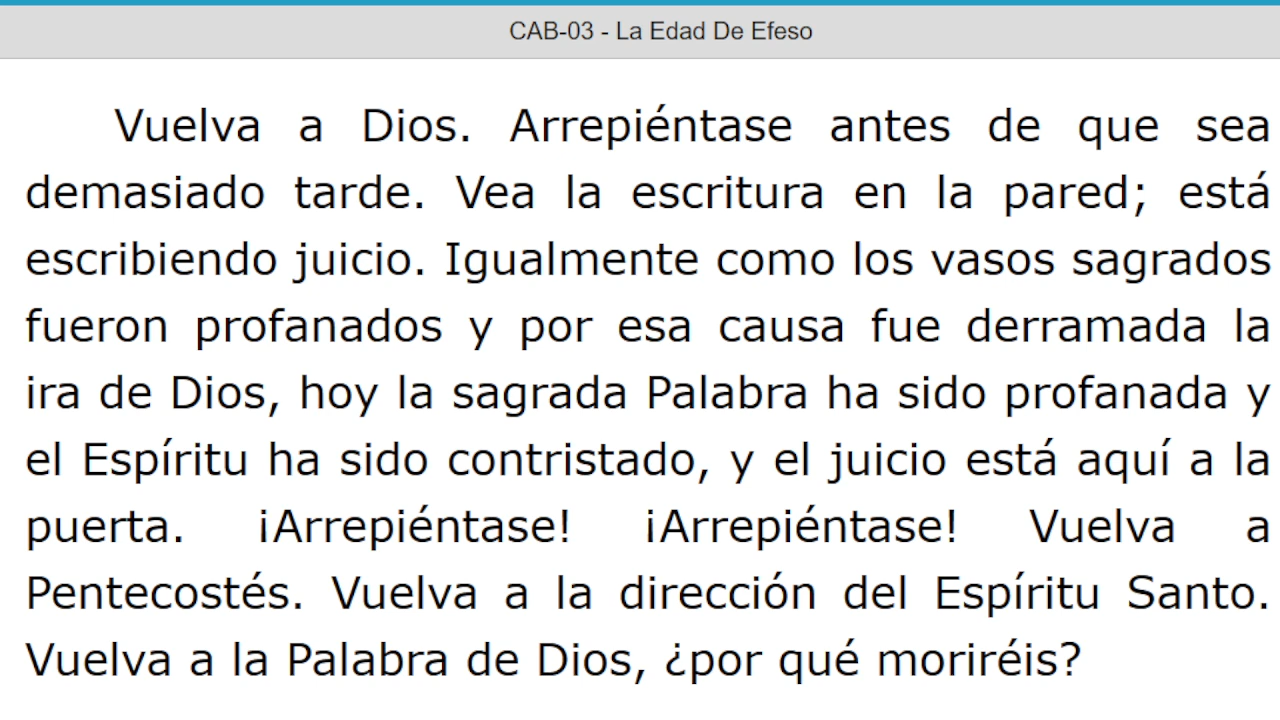 CAB-03 - La Edad De Efeso
Vuelva a Dios. Arrepiéntase antes de que sea
demasiado tarde. Vea la escritura en la pared; está
escribiendo juicio. Igualmente como los vasos sagrados
fueron profanados y por esa causa fue derramada la
ira de Dios, hoy la sagrada Palabra ha sido profanada y
el Espíritu ha sido contristado, y el juicio está aquí a la
puerta. ¡Arrepiéntase! ¡Arrepiéntase! Vuelva a
Pentecostés. Vuelva a la dirección del Espíritu Santo.
Vuelva a la Palabra de Dios, ¿por qué moriréis?